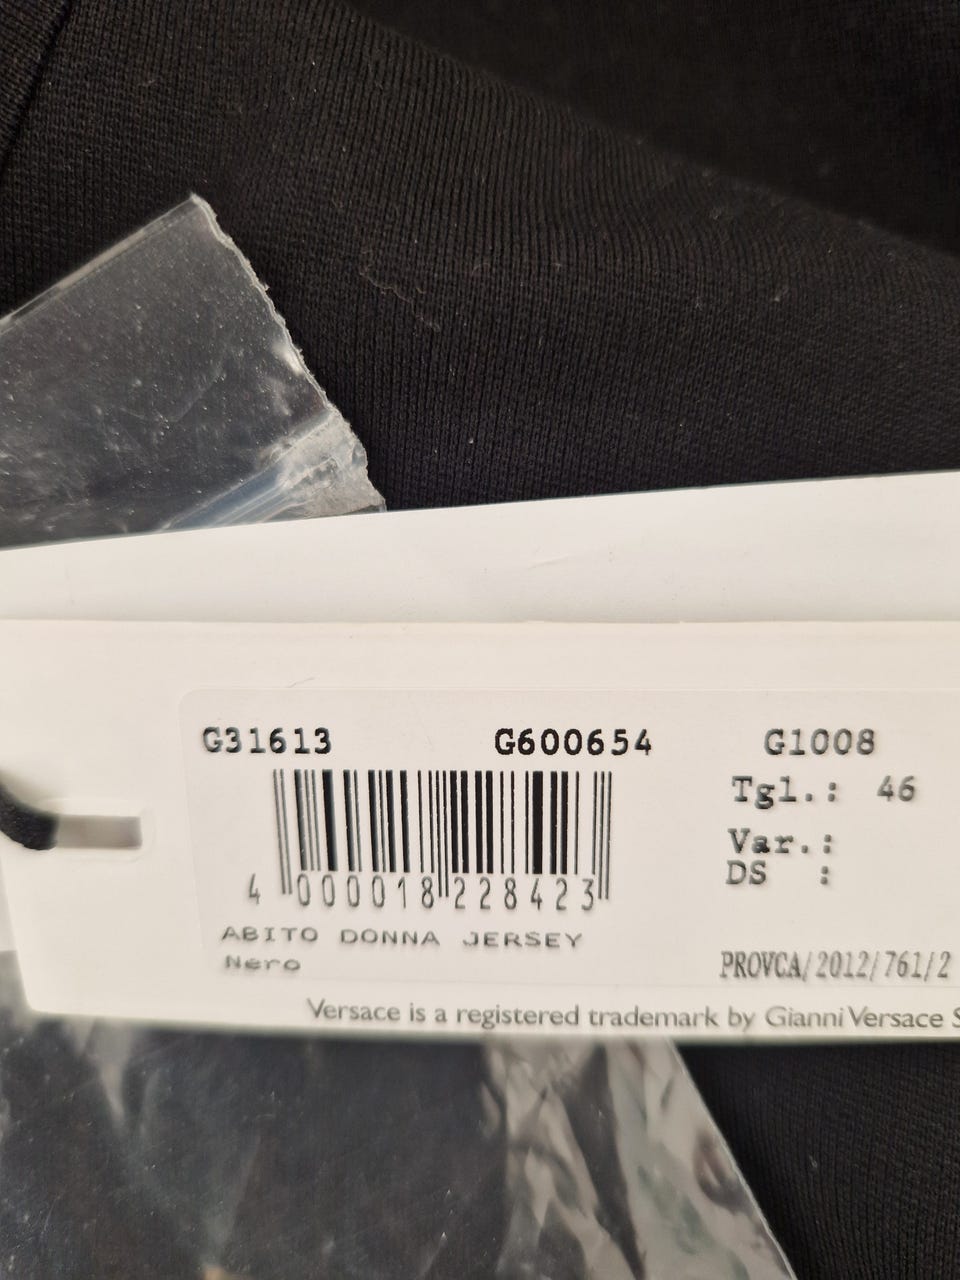 G31613 G600654 G1008
Tgl.: 46
Var.:
DS :
4 000018 228423
ABITO DONNA JERSEY
Nero
PROVCA/2012/761/2
Versace is a registered trademark by Gianni Versace S